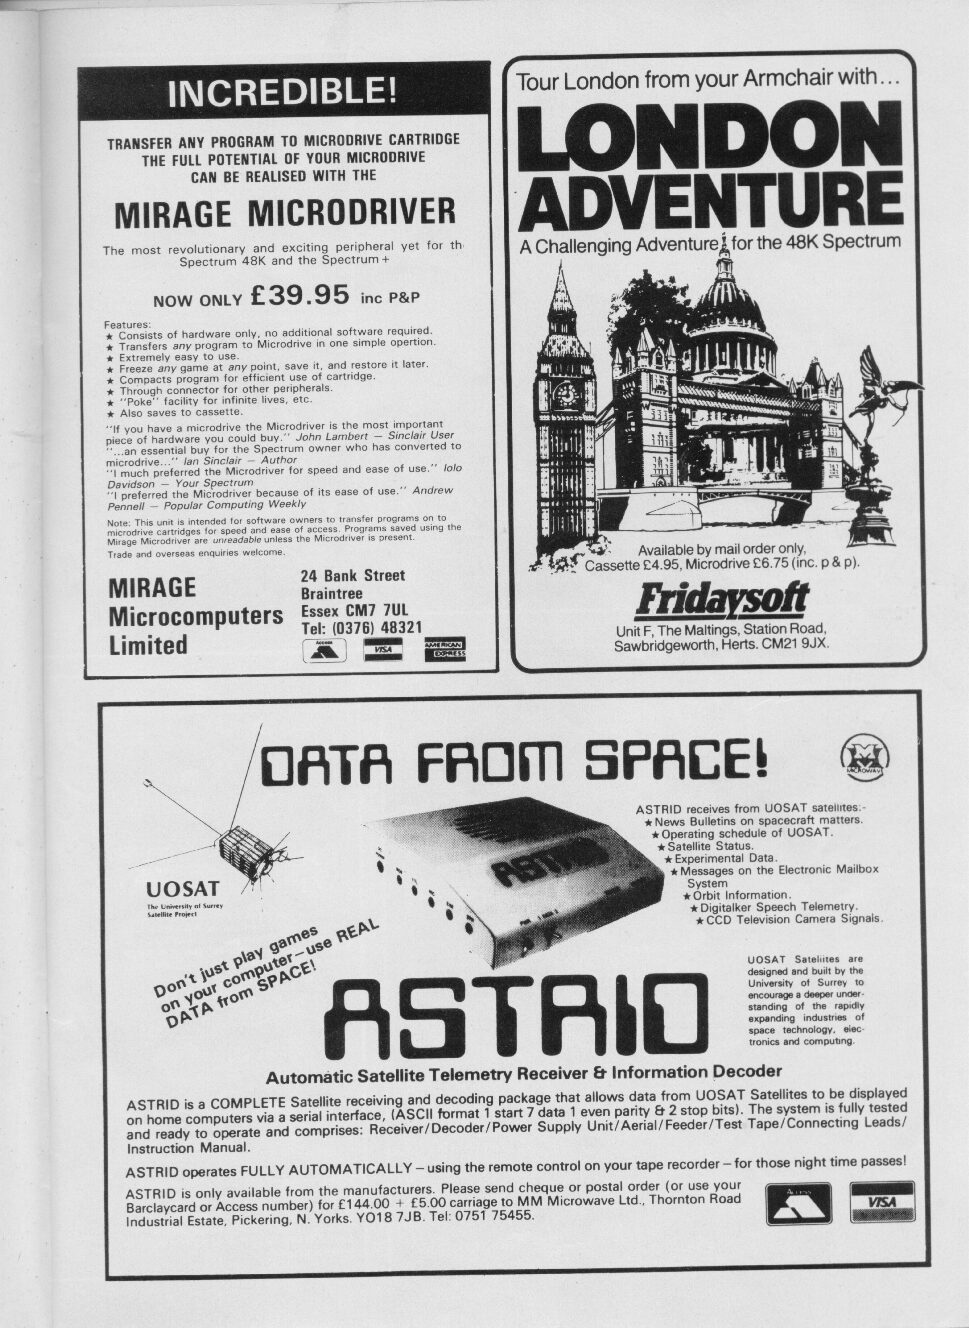 INCREDIBLE!
TRANSFER ANY PROGRAM TO MICRODRIVE CARTRIDGE
THE FULL POTENTIAL OF YOUR MICRODRIVE
CAN BE REALISED WITH THE
MIRAGE MICRODRIVER
The most revolutionary and exciting peripheral yet for th
Spectrum 48K and the Spectrum+
NOW ONLY £39.95 inc P&P
Features:
★ Consists of hardware only, no additional software required.
★ Transfers any program to Microdrive in one simple opertion.
★ Extremely easy to use.
★ Freeze any game at any point, save it, and restore it later.
★ Compacts program for efficient use of cartridge.
★ Through connector for other peripherals.
★ "Poke" facility for infinite lives, etc.
★ Also saves to cassette.
"If you have a microdrive the Microdriver is the most important
piece of hardware you could buy." John Lambert — Sinclair User
"...an essential buy for the Spectrum owner who has converted to
microdrive..." Ian Sinclair — Author
"I much preferred the Microdriver for speed and ease of use." Iolo
Davidson — Your Spectrum
"I preferred the Microdriver because of its ease of use." Andrew
Pennell — Popular Computing Weekly
Note: This unit is intended for software owners to transfer programs on to
microdrive cartridges for speed and ease of access. Programs saved using the
Mirage Microdriver are unreadable unless the Microdriver is present.
Trade and overseas enquiries welcome.
MIRAGE
Microcomputers
Limited
24 Bank Street
Braintree
Essex CM7 7UL
Tel: (0376) 48321
Access
VISA
AMERICAN
EXPRESS
Tour London from your Armchair with...
LONDON
ADVENTURE
A Challenging Adventure for the 48K Spectrum
Available by mail order only,
Cassette £4.95, Microdrive £6.75 (inc. p & p).
Fridaysoft
Unit F, The Maltings, Station Road,
Sawbridgeworth, Herts. CM21 9JX.
DATA FROM SPACE!
MM
MICROWAVE
UOSAT
The University of Surrey
Satellite Project
ASTRID
ASTRID receives from UOSAT satellites:-
★ News Bulletins on spacecraft matters.
★ Operating schedule of UOSAT.
★ Satellite Status.
★ Experimental Data.
★ Messages on the Electronic Mailbox
System
★ Orbit Information.
★ Digitalker Speech Telemetry.
★ CCD Television Camera Signals.
Don't just play games
on your computer—use REAL
DATA from SPACE!
UOSAT Satellites are
designed and built by the
University of Surrey to
encourage a deeper under-
standing of the rapidly
expanding industries of
space technology, elec-
tronics and computing.
ASTRID
Automatic Satellite Telemetry Receiver & Information Decoder
ASTRID is a COMPLETE Satellite receiving and decoding package that allows data from UOSAT Satellites to be displayed
on home computers via a serial interface, (ASCII format 1 start 7 data 1 even parity & 2 stop bits). The system is fully tested
and ready to operate and comprises: Receiver/Decoder/Power Supply Unit/Aerial/Feeder/Test Tape/Connecting Leads/
Instruction Manual.
ASTRID operates FULLY AUTOMATICALLY — using the remote control on your tape recorder — for those night time passes!
ASTRID is only available from the manufacturers. Please send cheque or postal order (or use your
Barclaycard or Access number) for £144.00 + £5.00 carriage to MM Microwave Ltd., Thornton Road
Industrial Estate, Pickering, N. Yorks. YO18 7JB. Tel: 0751 75455.
Access
VISA